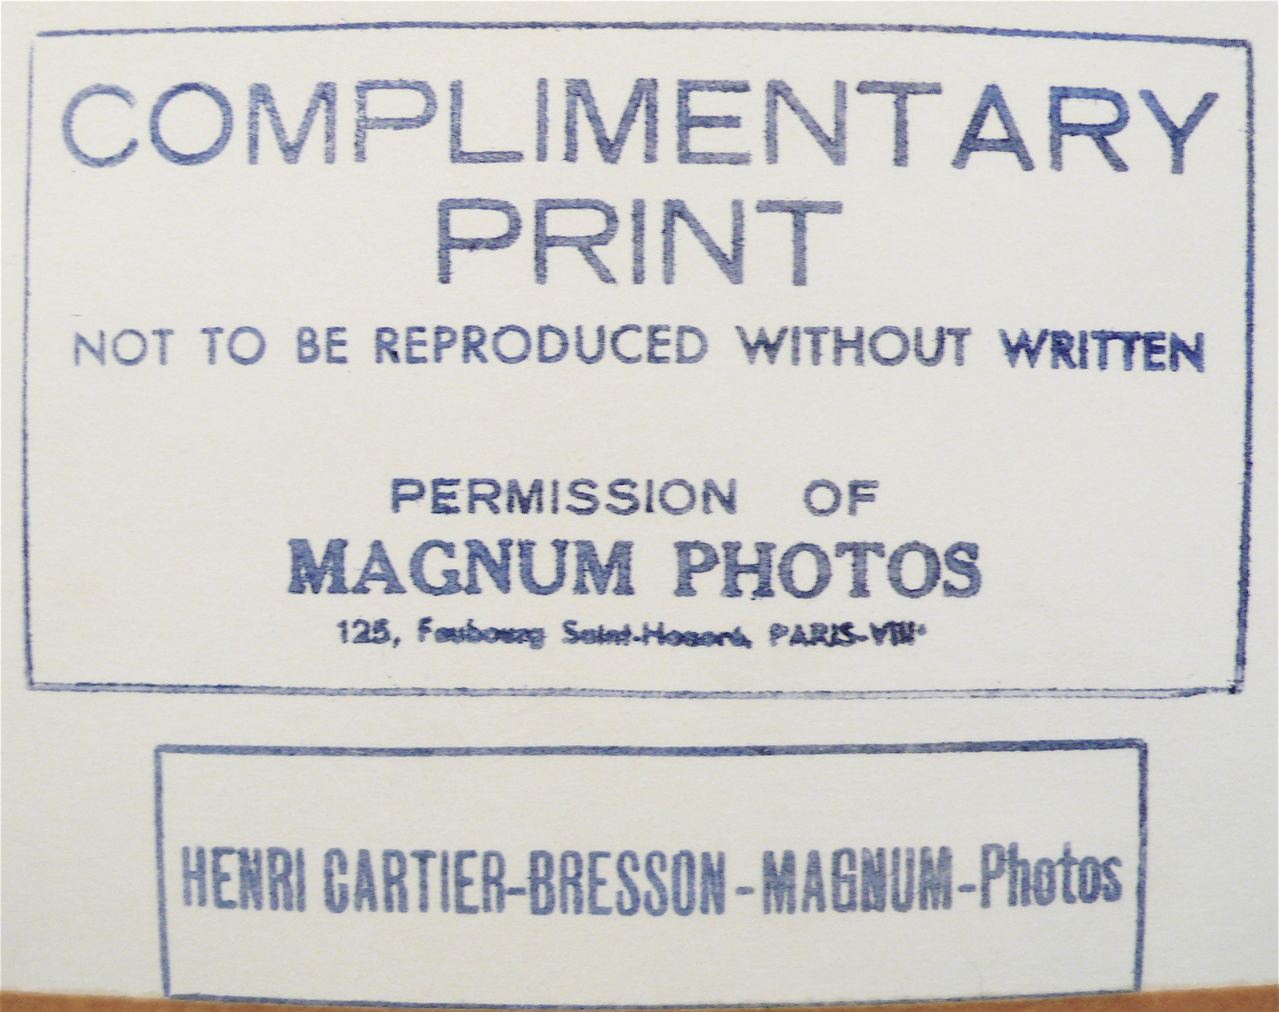 COMPLIMENTARY
PRINT
NOT TO BE REPRODUCED WITHOUT WRITTEN
PERMISSION OF
MAGNUM PHOTOS
125, Faubourg Saint-Honoré, PARIS-VIIIᵉ
HENRI CARTIER-BRESSON-MAGNUM-Photos